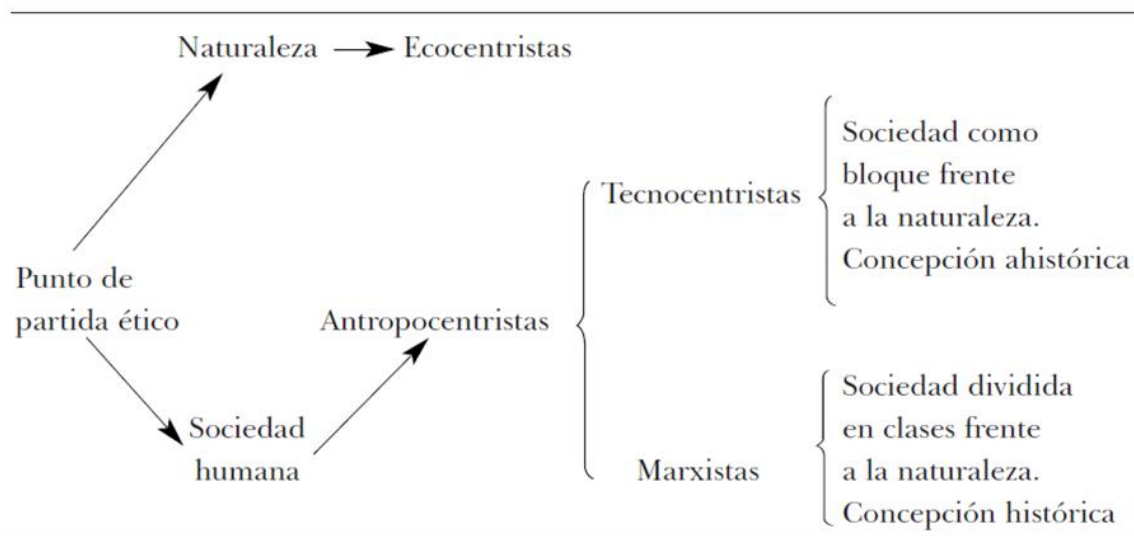 Naturaleza
Ecocentristas
Sociedad como
bloque frente
a la naturaleza.
Concepción ahistórica
Tecnocentristas
Punto de
partida ético
Antropocentristas
Sociedad
humana
Marxistas
Sociedad dividida
en clases frente
a la naturaleza.
Concepción histórica